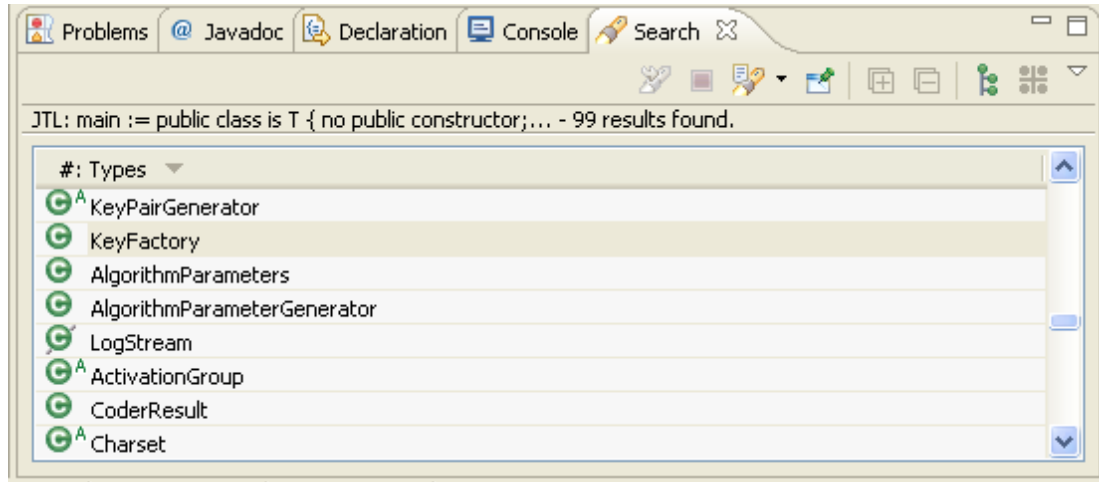 Problems @ Javadoc Declaration Console Search
JTL: main := public class is T { no public constructor;... - 99 results found.
#: Types
A KeyPairGenerator
KeyFactory
AlgorithmParameters
AlgorithmParameterGenerator
LogStream
A ActivationGroup
CoderResult
A Charset